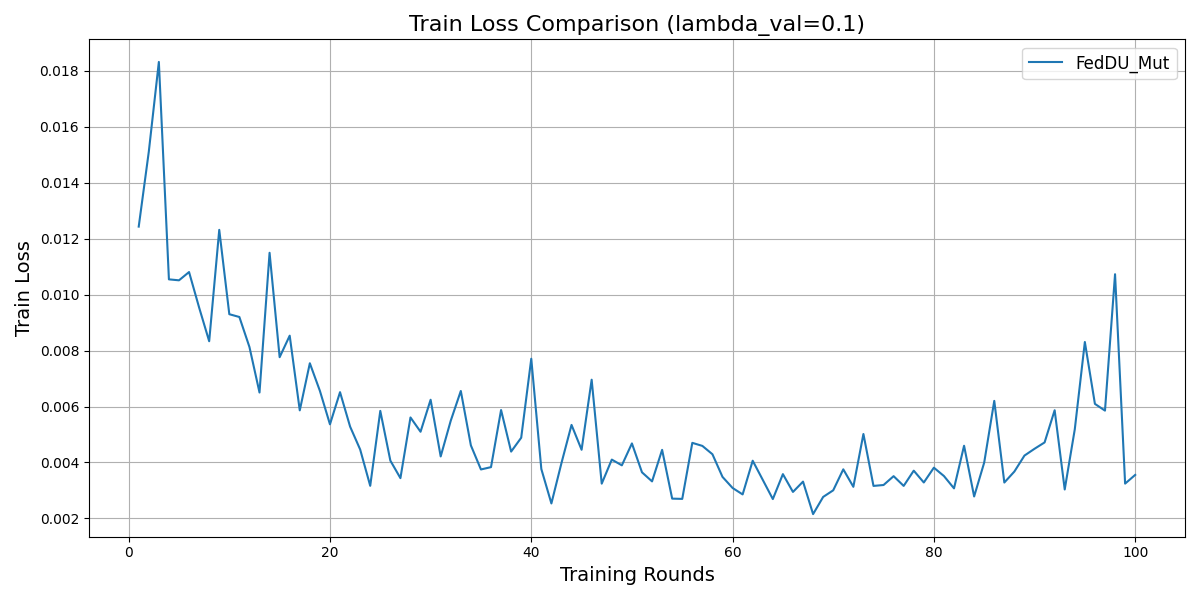 Train Loss Comparison (lambda_val=0.1)
FedDU_Mut
Train Loss
0.018
0.016
0.014
0.012
0.010
0.008
0.006
0.004
0.002
0 20 40 60 80 100
Training Rounds